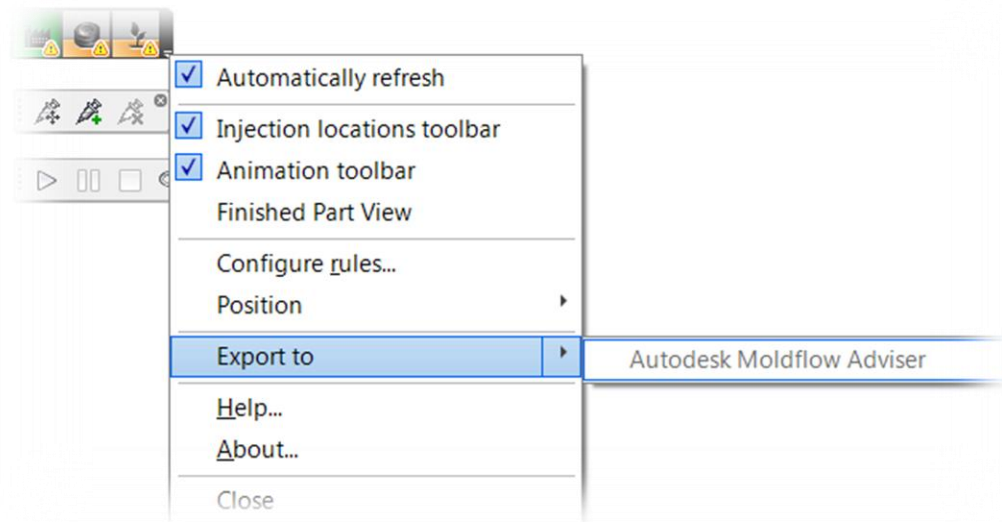 Automatically refresh
Injection locations toolbar
Animation toolbar
Finished Part View
Configure rules...
Position
Export to
Autodesk Moldflow Adviser
Help...
About...
Close